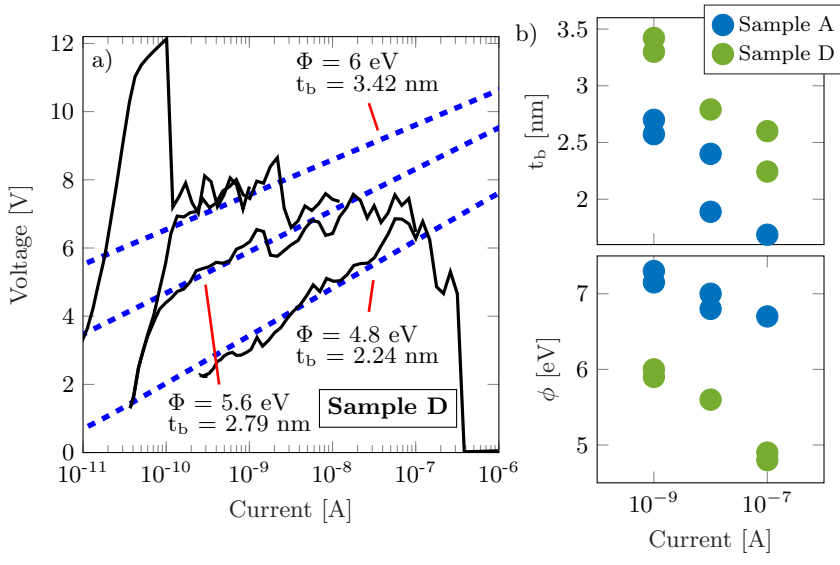 a)
Φ = 6 eV
t_b = 3.42 nm
Φ = 4.8 eV
t_b = 2.24 nm
Φ = 5.6 eV
t_b = 2.79 nm
Sample D
12
10
8
6
4
2
0
Voltage [V]
10^-11
10^-10
10^-9
10^-8
10^-7
10^-6
Current [A]
b)
Sample A
Sample D
3.5
3
2.5
2
t_b [nm]
7
6
5
ϕ [eV]
10^-9
10^-7
Current [A]